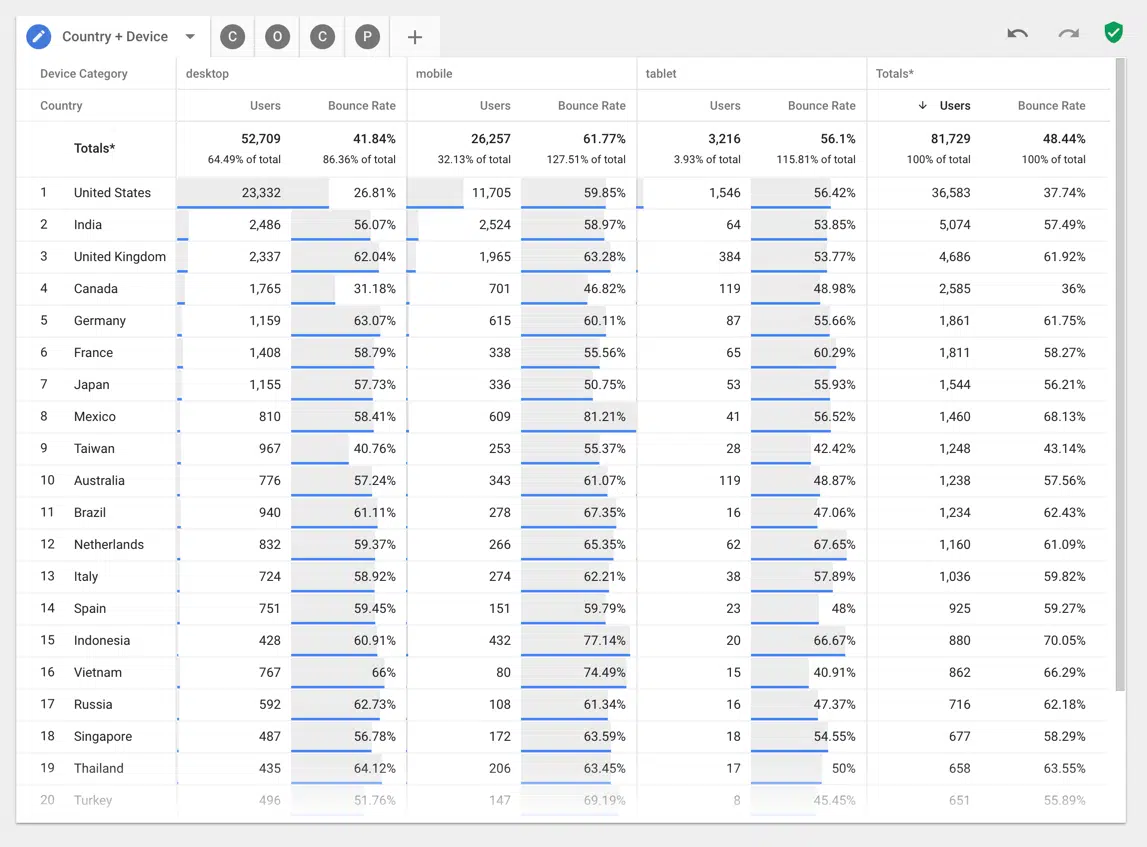 Country + Device C O C P +
Device Category desktop mobile tablet Totals*
Country Users Bounce Rate Users Bounce Rate Users Bounce Rate ↓ Users Bounce Rate
Totals* 52,709 41.84% 26,257 61.77% 3,216 56.1% 81,729 48.44%
64.49% of total 86.36% of total 32.13% of total 127.51% of total 3.93% of total 115.81% of total 100% of total 100% of total
1 United States 23,332 26.81% 11,705 59.85% 1,546 56.42% 36,583 37.74%
2 India 2,486 56.07% 2,524 58.97% 64 53.85% 5,074 57.49%
3 United Kingdom 2,337 62.04% 1,965 63.28% 384 53.77% 4,686 61.92%
4 Canada 1,765 31.18% 701 46.82% 119 48.98% 2,585 36%
5 Germany 1,159 63.07% 615 60.11% 87 55.66% 1,861 61.75%
6 France 1,408 58.79% 338 55.56% 65 60.29% 1,811 58.27%
7 Japan 1,155 57.73% 336 50.75% 53 55.93% 1,544 56.21%
8 Mexico 810 58.41% 609 81.21% 41 56.52% 1,460 68.13%
9 Taiwan 967 40.76% 253 55.37% 28 42.42% 1,248 43.14%
10 Australia 776 57.24% 343 61.07% 119 48.87% 1,238 57.56%
11 Brazil 940 61.11% 278 67.35% 16 47.06% 1,234 62.43%
12 Netherlands 832 59.37% 266 65.35% 62 67.65% 1,160 61.09%
13 Italy 724 58.92% 274 62.21% 38 57.89% 1,036 59.82%
14 Spain 751 59.45% 151 59.79% 23 48% 925 59.27%
15 Indonesia 428 60.91% 432 77.14% 20 66.67% 880 70.05%
16 Vietnam 767 66% 80 74.49% 15 40.91% 862 66.29%
17 Russia 592 62.73% 108 61.34% 16 47.37% 716 62.18%
18 Singapore 487 56.78% 172 63.59% 18 54.55% 677 58.29%
19 Thailand 435 64.12% 206 63.45% 17 50% 658 63.55%
20 Turkey 496 51.76% 147 69.19% 8 45.45% 651 55.89%